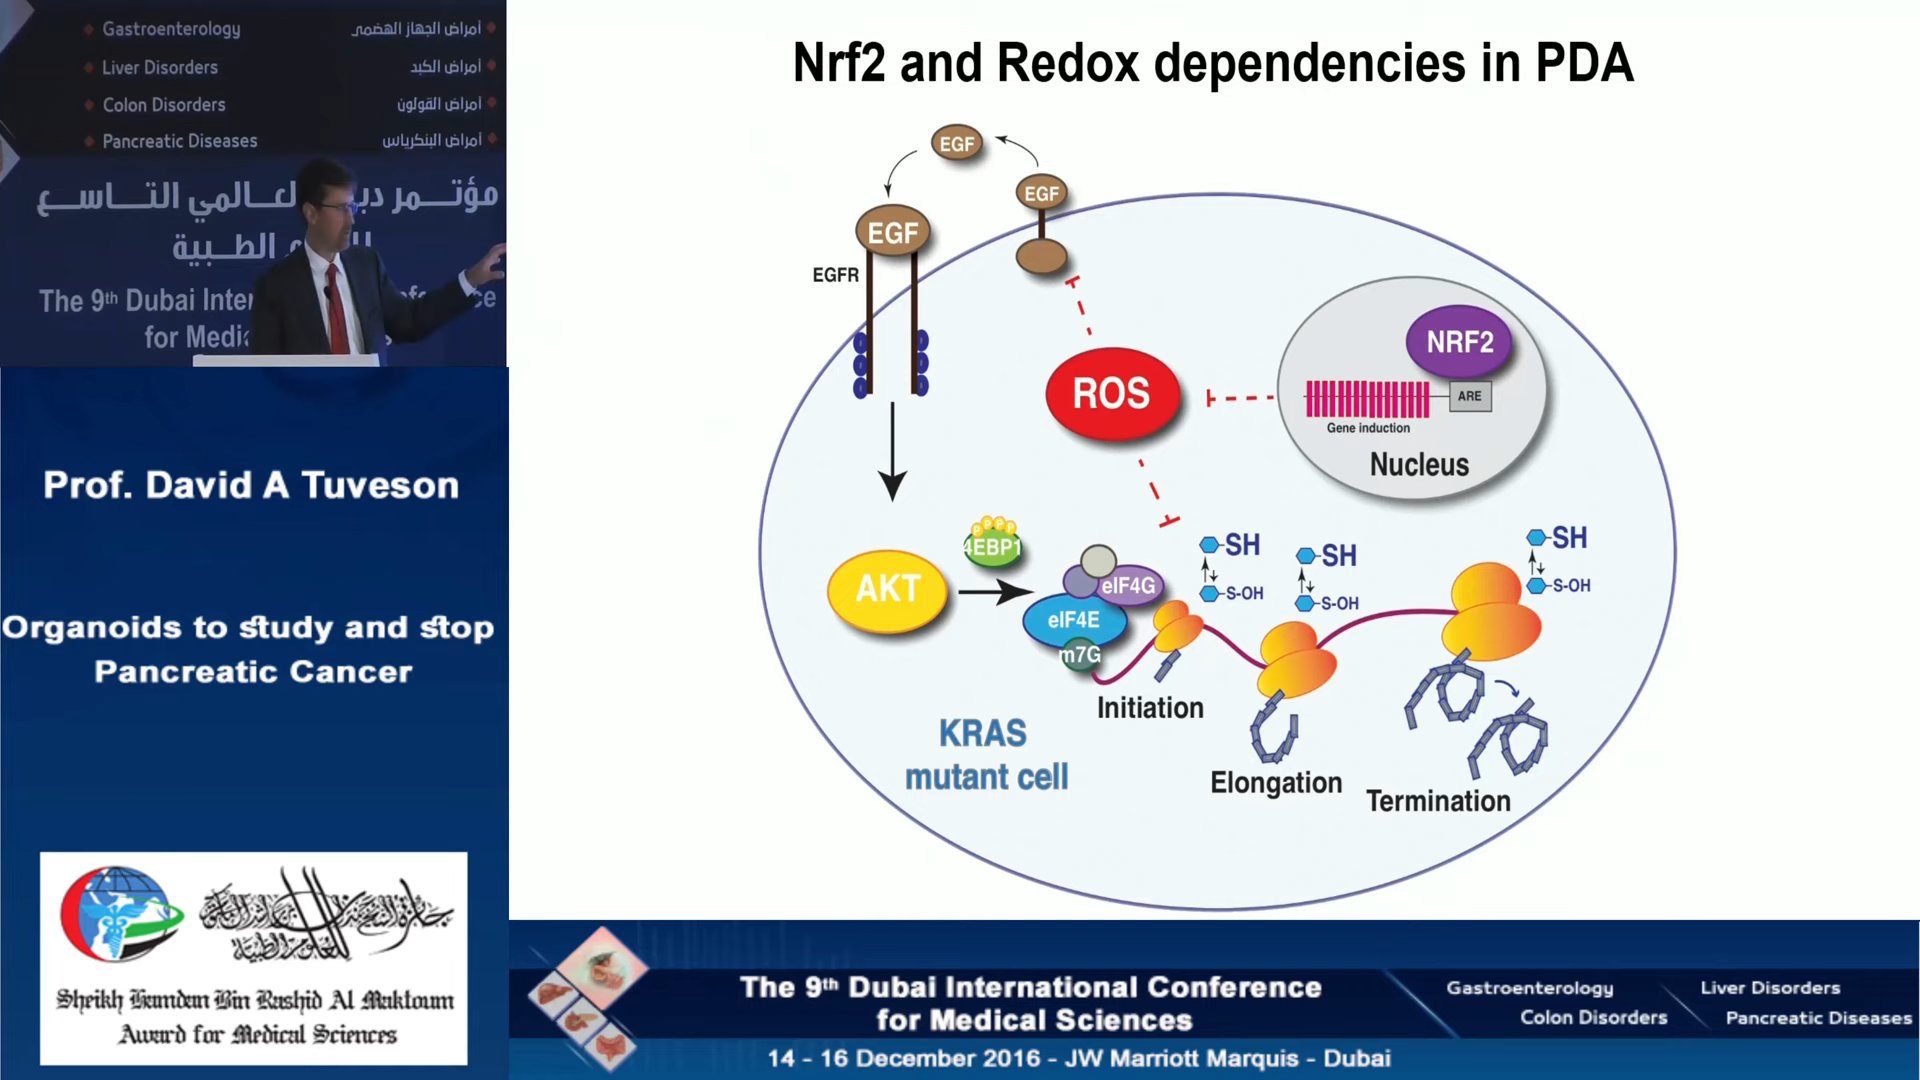 Gastroenterology
أمراض الجهاز الهضمي
Liver Disorders
أمراض الكبد
Colon Disorders
أمراض القولون
Pancreatic Diseases
أمراض البنكرياس
التـــاسـع
الطــبية
The 9th Dubai
for
Prof. David A Tuveson
Organoids to study and stop
Pancreatic Cancer
Sheikh Hamdan Bin Rashid Al Maktoum
Award for Medical Sciences
Nrf2 and Redox dependencies in PDA
EGF
EGF
EGF
EGFR
ROS
NRF2
ARE
Gene induction
Nucleus
AKT
P P P P
4EBP1
eIF4G
eIF4E
m7G
SH
S-OH
SH
S-OH
SH
S-OH
Initiation
Elongation
Termination
KRAS
mutant cell
The 9th Dubai International Conference
for Medical Sciences
14 - 16 December 2016 - JW Marriott Marquis - Dubai
Gastroenterology
Liver Disorders
Colon Disorders
Pancreatic Diseases